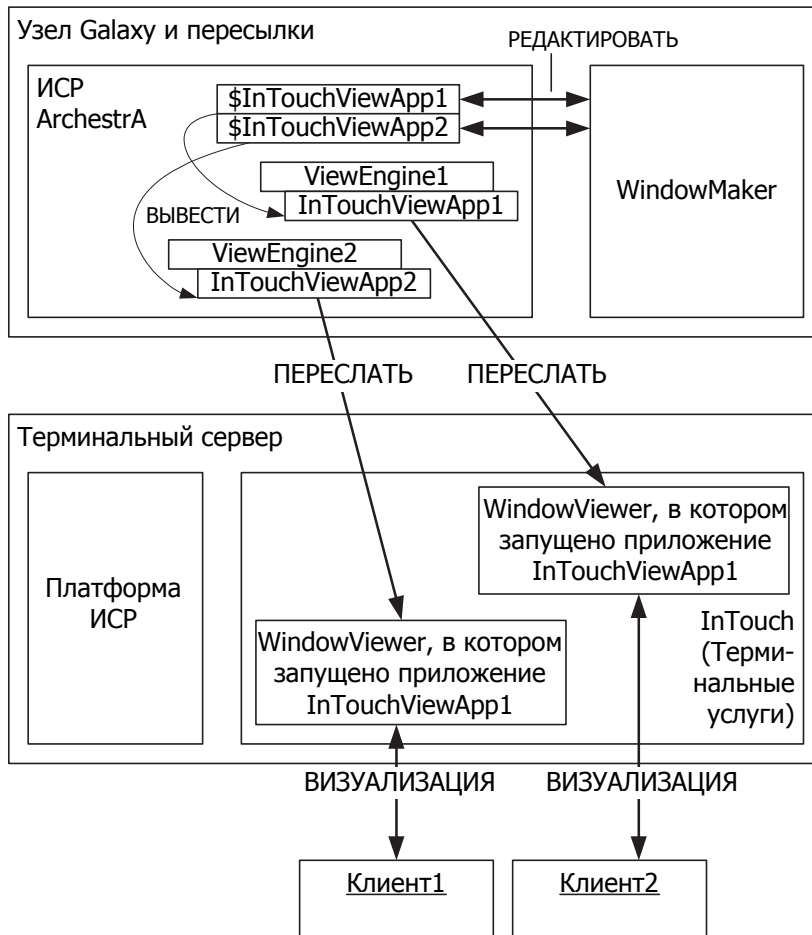 Узел Galaxy и пересылки
РЕДАКТИРОВАТЬ
ИСР
ArchestrA
$InTouchViewApp1
$InTouchViewApp2
ViewEngine1
InTouchViewApp1
ВЫВЕСТИ
ViewEngine2
InTouchViewApp2
WindowMaker
ПЕРЕСЛАТЬ
ПЕРЕСЛАТЬ
Терминальный сервер
Платформа
ИСР
WindowViewer, в котором
запущено приложение
InTouchViewApp1
WindowViewer, в котором
запущено приложение
InTouchViewApp1
InTouch
(Терми-
нальные
услуги)
ВИЗУАЛИЗАЦИЯ
ВИЗУАЛИЗАЦИЯ
Клиент1
Клиент2